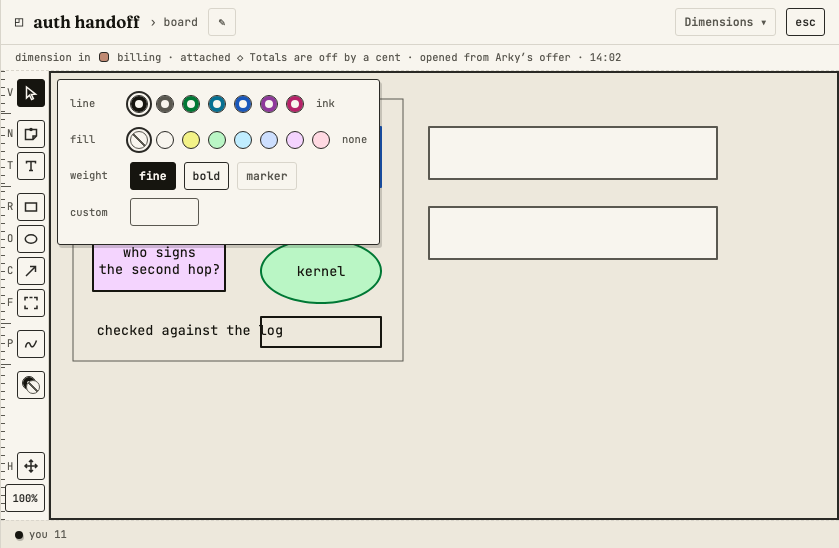 auth handoff › board ✎ Dimensions ▾ esc
dimension in billing · attached ◇ Totals are off by a cent · opened from Arky’s offer · 14:02
V
N
T
R
O
C
F
P
H
100%
line ink
fill none
weight fine bold marker
custom
who signs
the second hop?
kernel
checked against the log
you 11